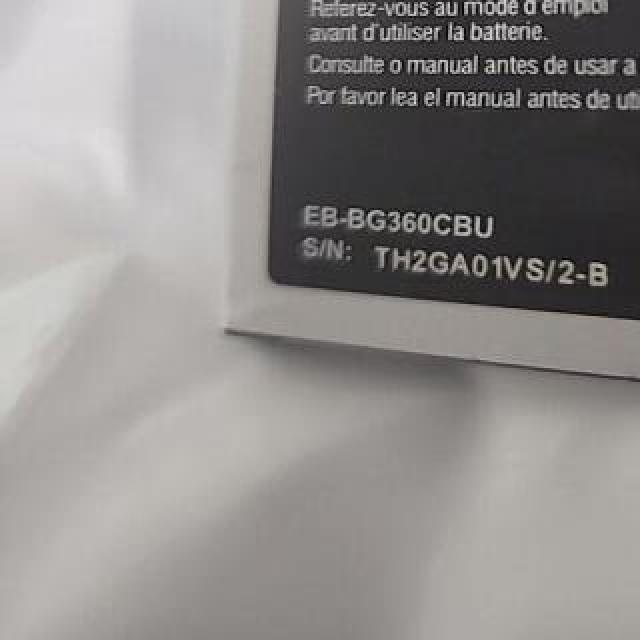 Referez-vous au mode d'emploi
avant d'utiliser la batterie.
Consulte o manual antes de usar a
Por favor lea el manual antes de uti
EB-BG360CBU
S/N: TH2GA01VS/2-B